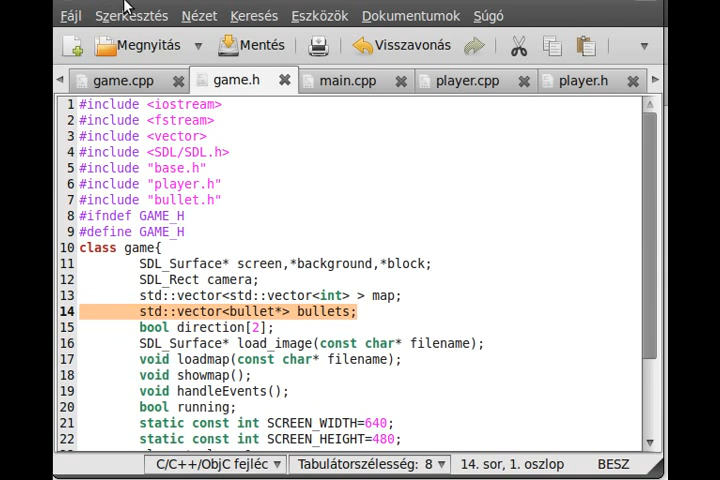 Fájl Szerkesztés Nézet Keresés Eszközök Dokumentumok Súgó
Megnyitás Mentés Visszavonás
game.cpp game.h main.cpp player.cpp player.h
1 #include <iostream>
2 #include <fstream>
3 #include <vector>
4 #include <SDL/SDL.h>
5 #include "base.h"
6 #include "player.h"
7 #include "bullet.h"
8 #ifndef GAME_H
9 #define GAME_H
10 class game{
11 SDL_Surface* screen,*background,*block;
12 SDL_Rect camera;
13 std::vector<std::vector<int> > map;
14 std::vector<bullet*> bullets;
15 bool direction[2];
16 SDL_Surface* load_image(const char* filename);
17 void loadmap(const char* filename);
18 void showmap();
19 void handleEvents();
20 bool running;
21 static const int SCREEN_WIDTH=640;
22 static const int SCREEN_HEIGHT=480;
C/C++/ObjC fejléc Tabulátorszélesség: 8 14. sor, 1. oszlop BESZ